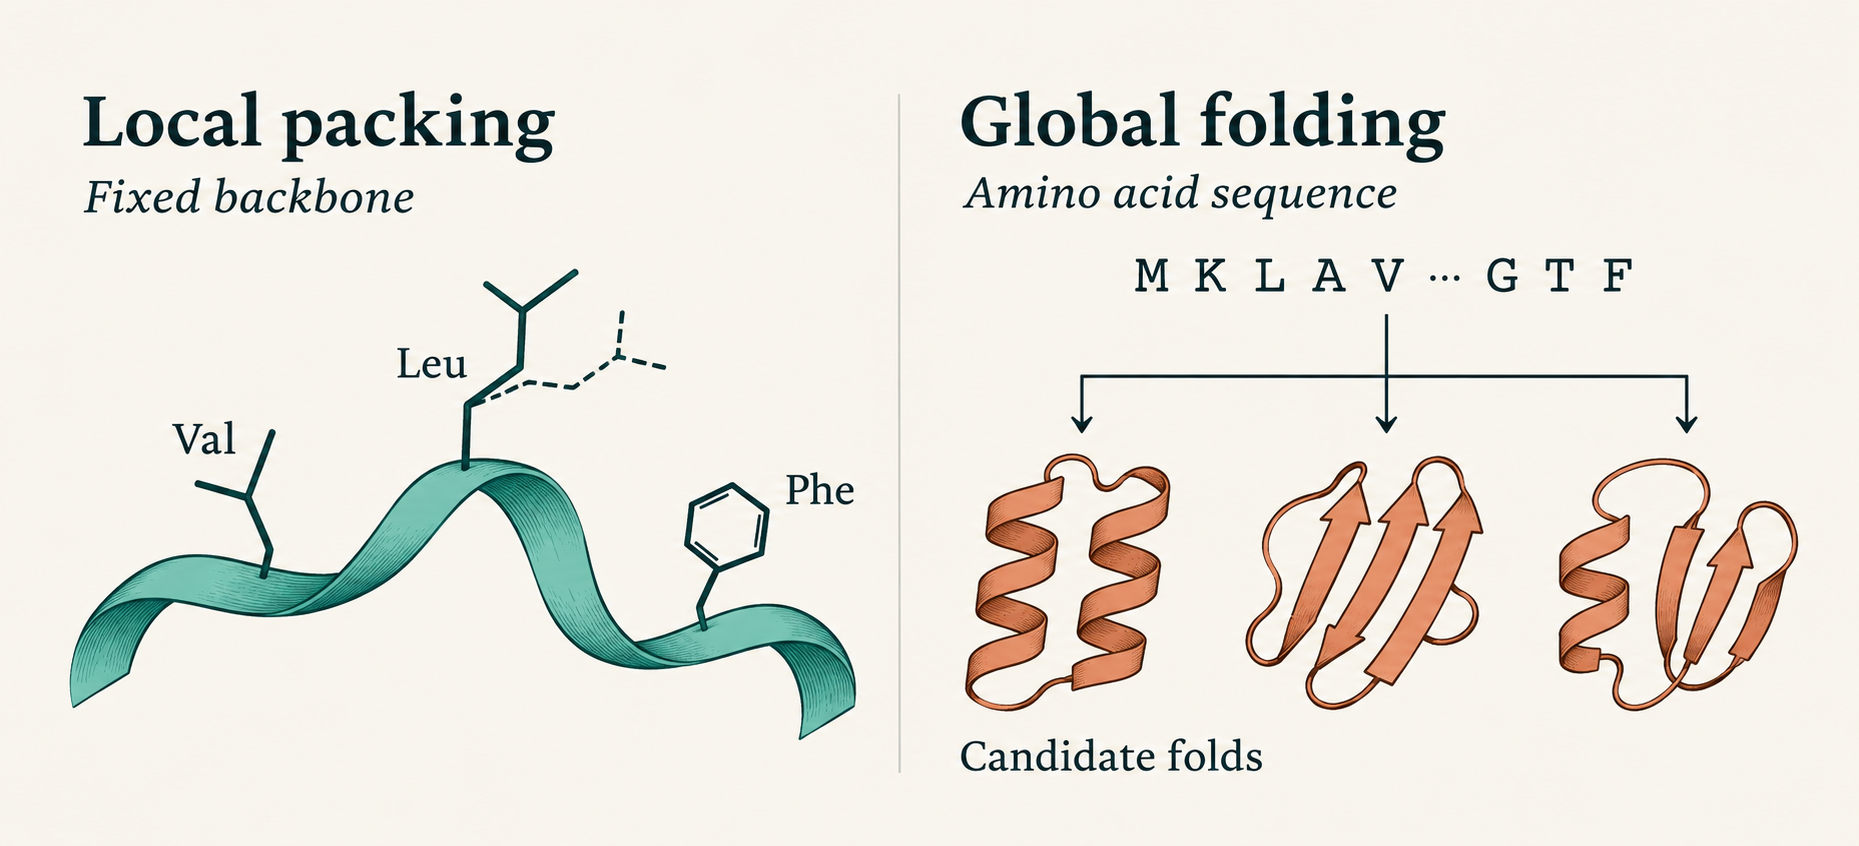 Local packing
Fixed backbone
Leu
Val
Phe
Global folding
Amino acid sequence
M K L A V ... G T F
Candidate folds